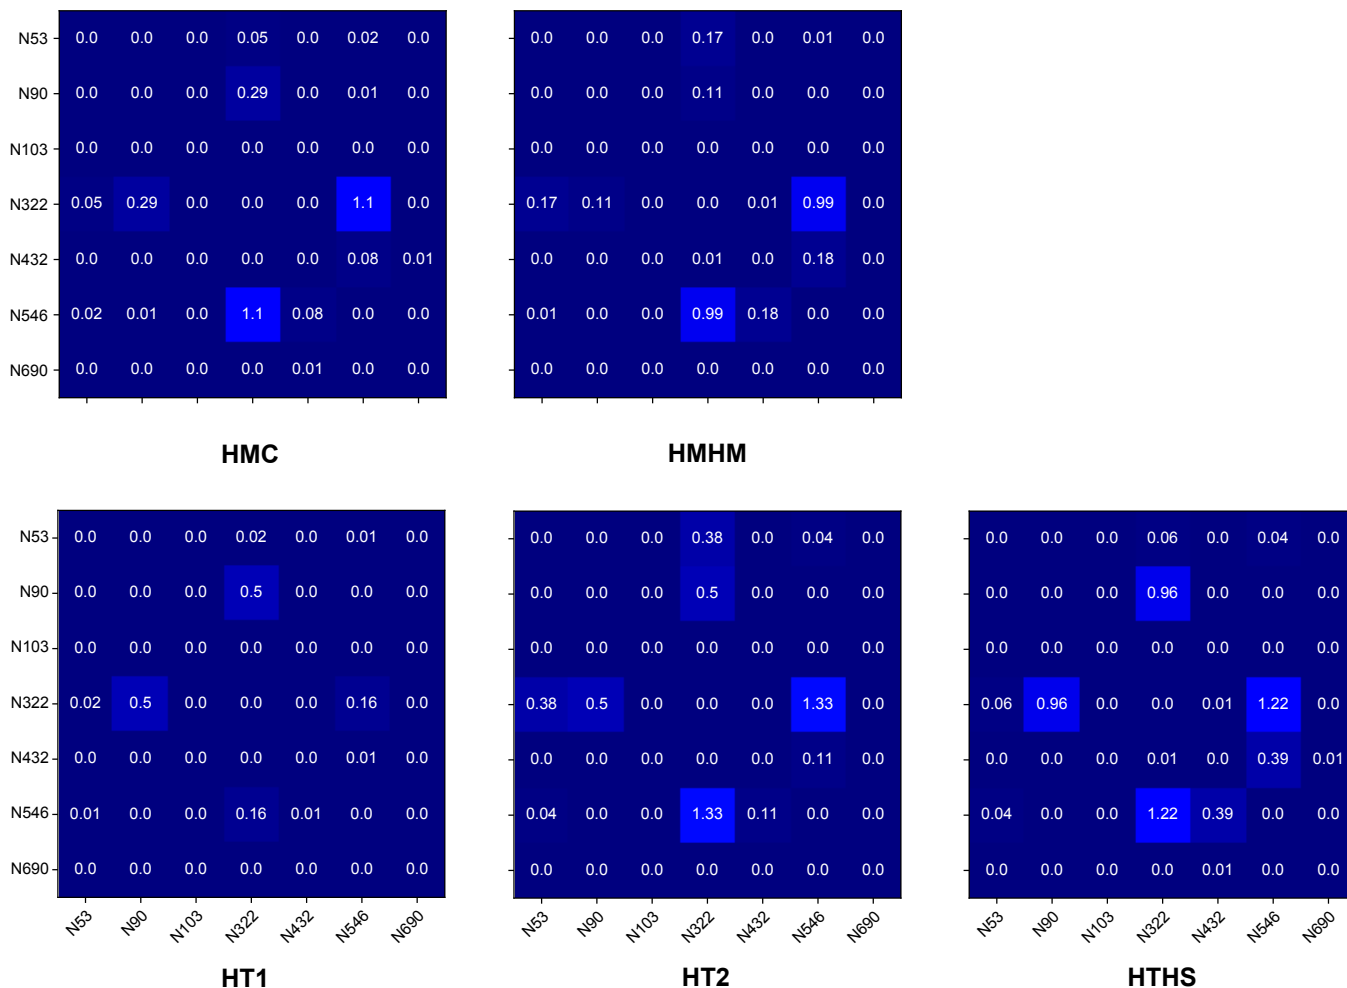 N53 0.0 0.0 0.0 0.05 0.0 0.02 0.0 0.0 0.0 0.0 0.17 0.0 0.01 0.0
N90 0.0 0.0 0.0 0.29 0.0 0.01 0.0 0.0 0.0 0.0 0.11 0.0 0.0 0.0
N103 0.0 0.0 0.0 0.0 0.0 0.0 0.0 0.0 0.0 0.0 0.0 0.0 0.0 0.0
N322 0.05 0.29 0.0 0.0 0.0 1.1 0.0 0.17 0.11 0.0 0.0 0.01 0.99 0.0
N432 0.0 0.0 0.0 0.0 0.0 0.08 0.01 0.0 0.0 0.0 0.01 0.0 0.18 0.0
N546 0.02 0.01 0.0 1.1 0.08 0.0 0.0 0.01 0.0 0.0 0.99 0.18 0.0 0.0
N690 0.0 0.0 0.0 0.0 0.01 0.0 0.0 0.0 0.0 0.0 0.0 0.0 0.0 0.0
HMC HMHM
N53 0.0 0.0 0.0 0.02 0.0 0.01 0.0 0.0 0.0 0.0 0.38 0.0 0.04 0.0 0.0 0.0 0.0 0.06 0.0 0.04 0.0
N90 0.0 0.0 0.0 0.5 0.0 0.0 0.0 0.0 0.0 0.0 0.5 0.0 0.0 0.0 0.0 0.0 0.0 0.96 0.0 0.0 0.0
N103 0.0 0.0 0.0 0.0 0.0 0.0 0.0 0.0 0.0 0.0 0.0 0.0 0.0 0.0 0.0 0.0 0.0 0.0 0.0 0.0 0.0
N322 0.02 0.5 0.0 0.0 0.0 0.16 0.0 0.38 0.5 0.0 0.0 0.0 1.33 0.0 0.06 0.96 0.0 0.0 0.01 1.22 0.0
N432 0.0 0.0 0.0 0.0 0.0 0.01 0.0 0.0 0.0 0.0 0.0 0.0 0.11 0.0 0.0 0.0 0.0 0.01 0.0 0.39 0.01
N546 0.01 0.0 0.0 0.16 0.01 0.0 0.0 0.04 0.0 0.0 1.33 0.11 0.0 0.0 0.04 0.0 0.0 1.22 0.39 0.0 0.0
N690 0.0 0.0 0.0 0.0 0.0 0.0 0.0 0.0 0.0 0.0 0.0 0.0 0.0 0.0 0.0 0.0 0.0 0.0 0.01 0.0 0.0
N53 N90 N103 N322 N432 N546 N690 N53 N90 N103 N322 N432 N546 N690 N53 N90 N103 N322 N432 N546 N690
HT1 HT2 HTHS